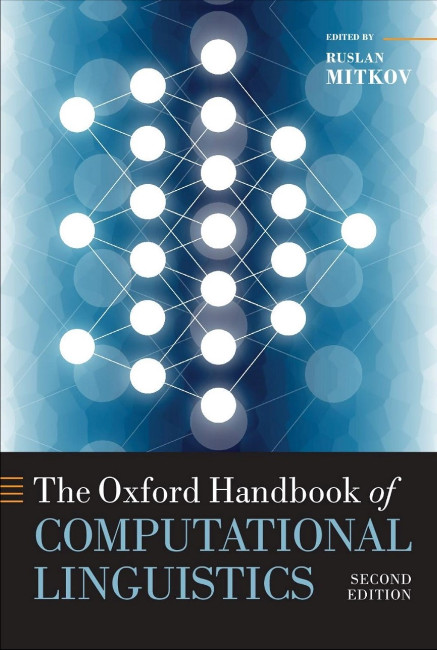 EDITED BY
RUSLAN
MITKOV
The Oxford Handbook of
COMPUTATIONAL
LINGUISTICS
SECOND
EDITION